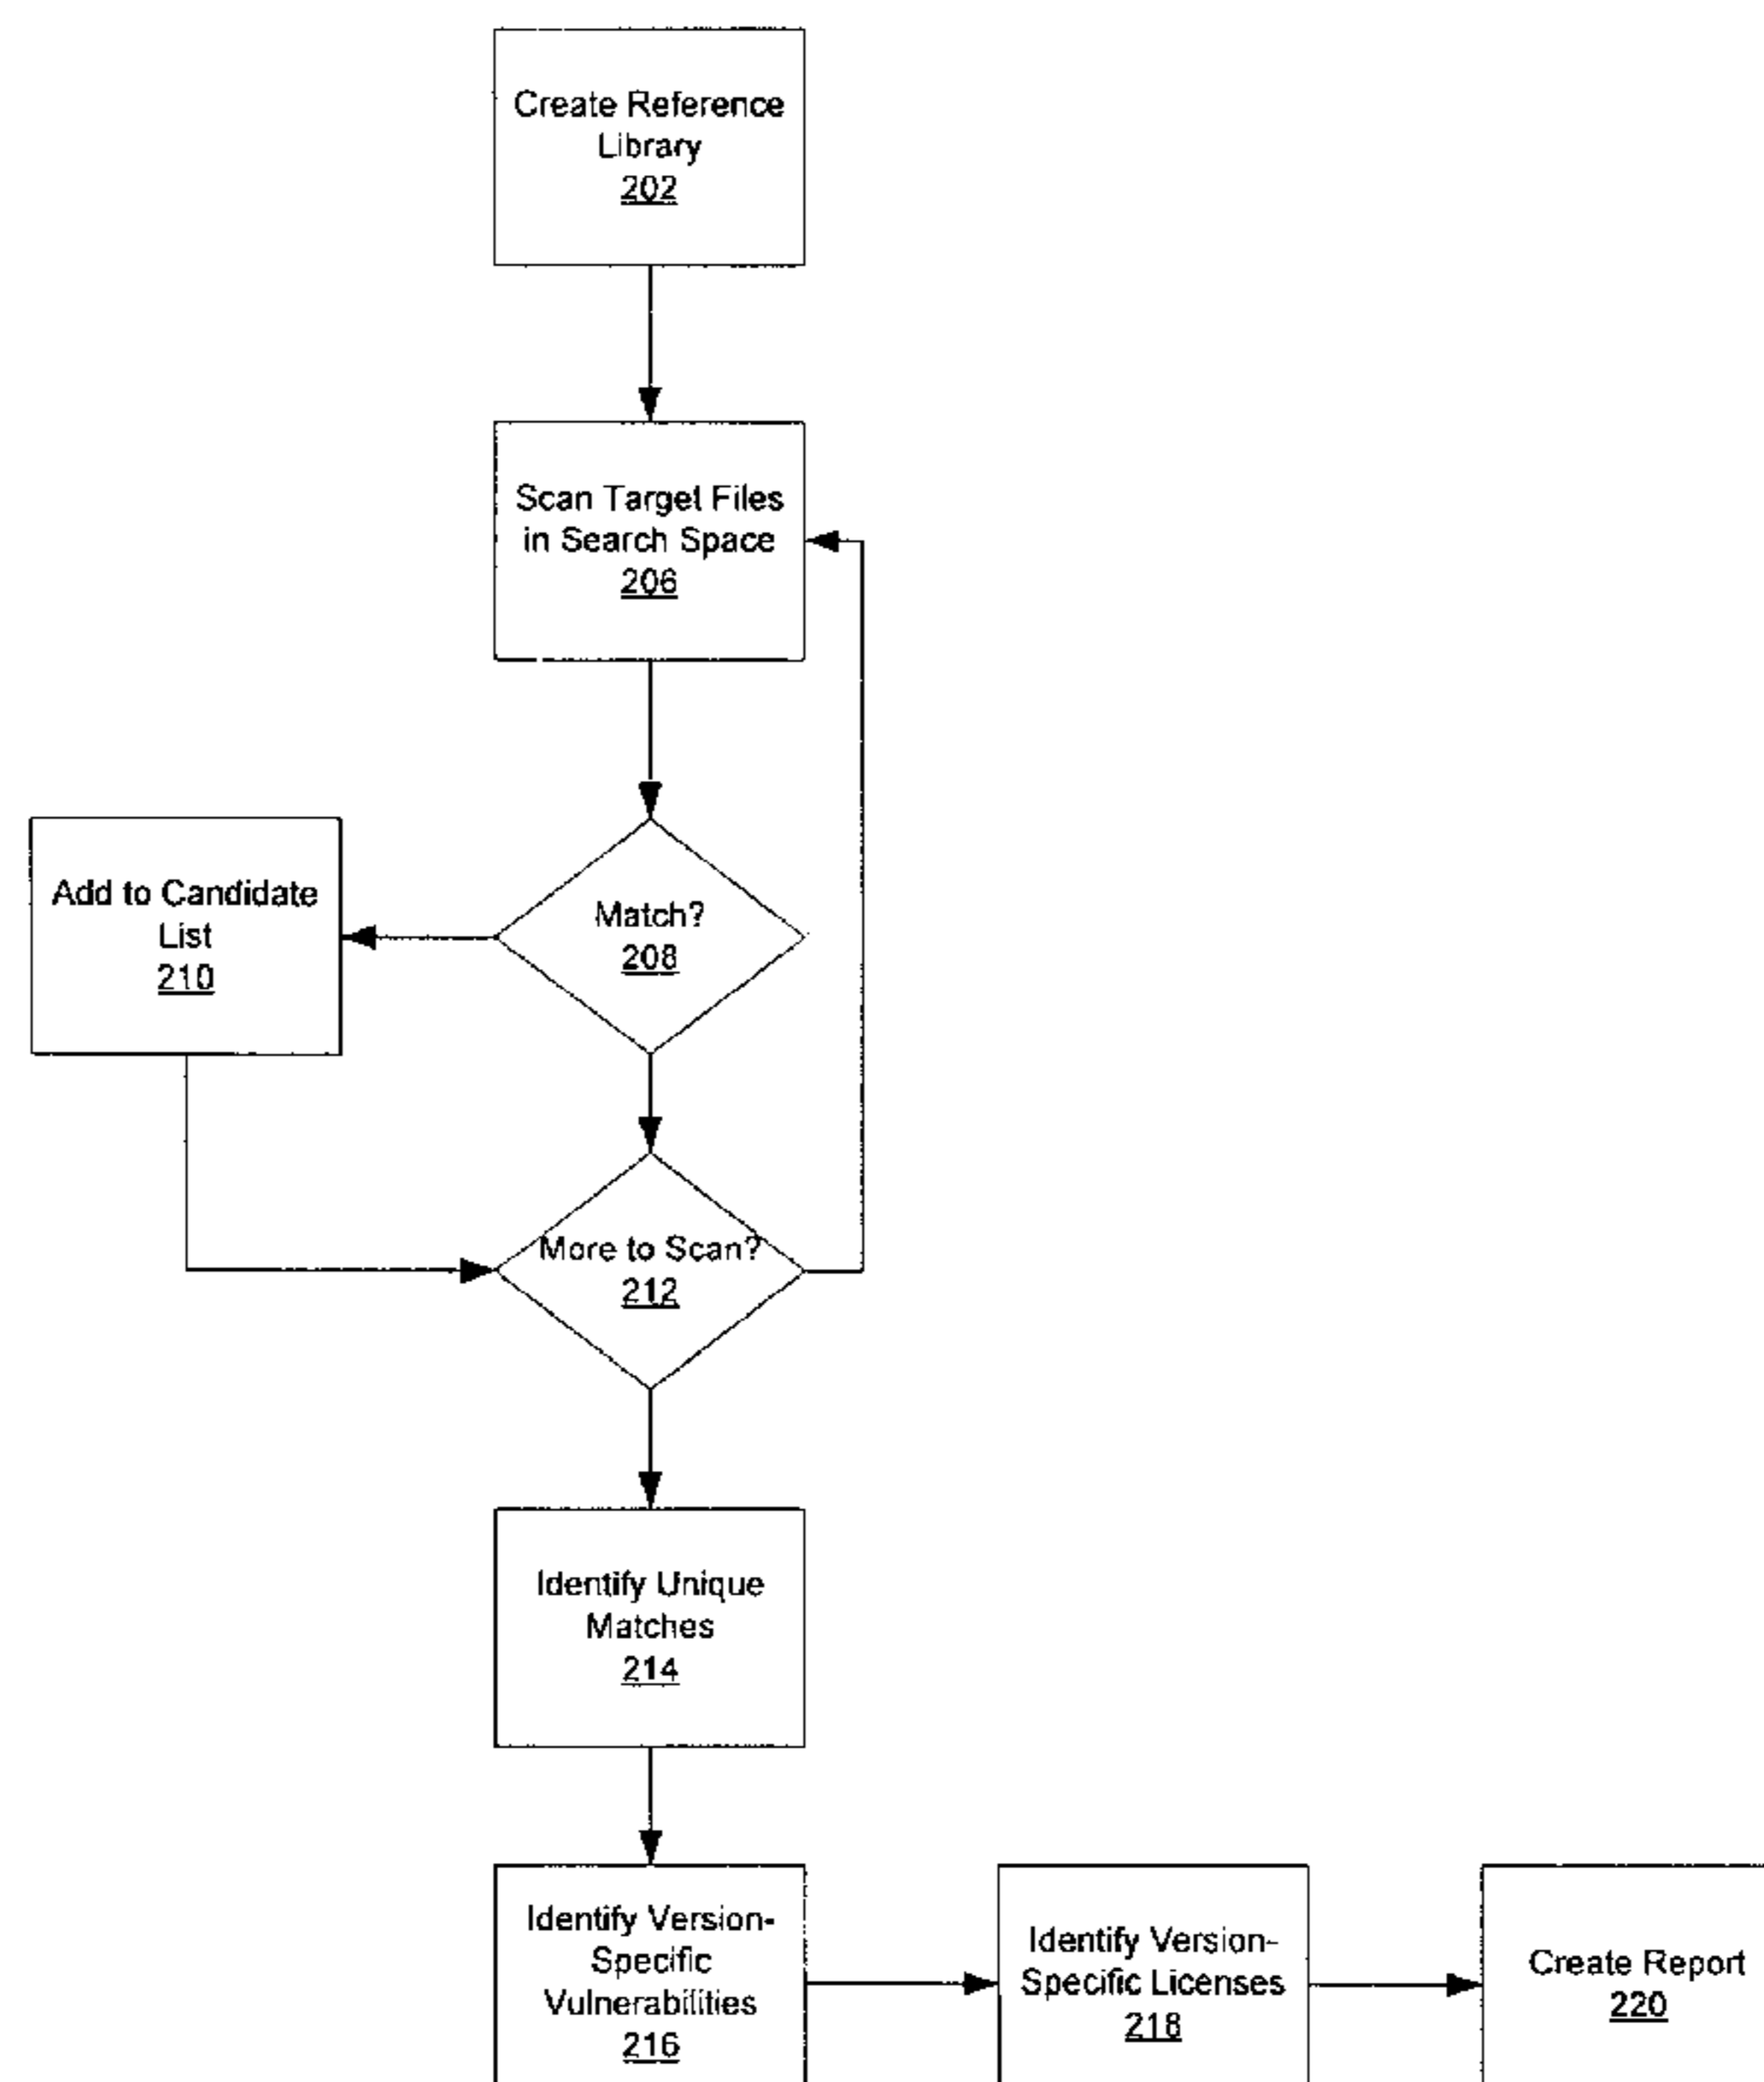 Create Reference
Library
202
Scan Target Files
in Search Space
206
Add to Candidate
List
210
Match?
208
More to Scan?
212
Identify Unique
Matches
214
Identify Version-
Specific
Vulnerabilities
216
Identify Version-
Specific Licenses
218
Create Report
220